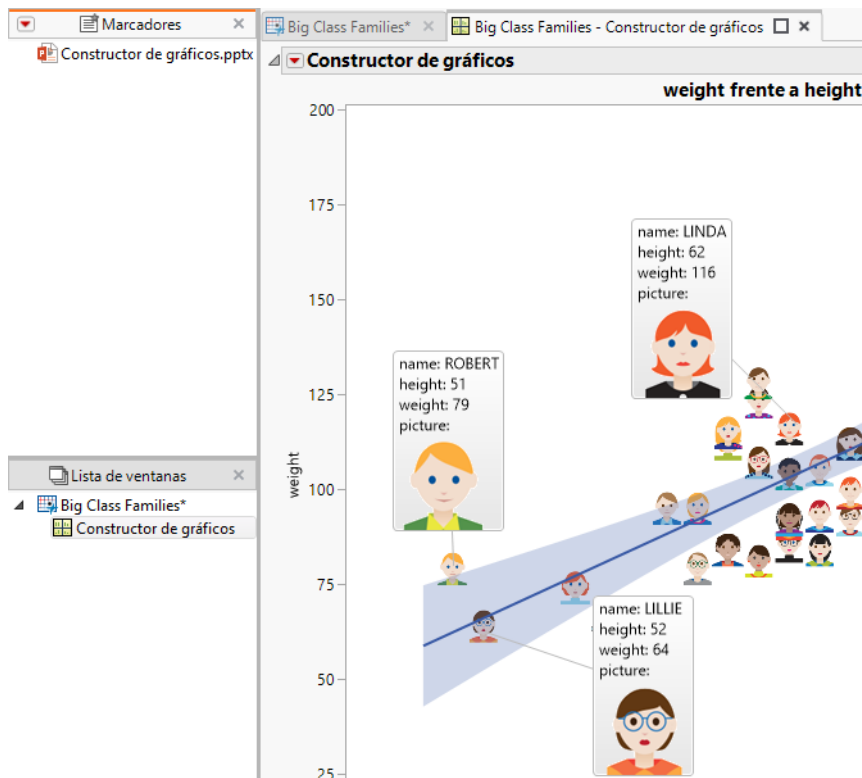 Marcadores
Constructor de gráficos.pptx
Lista de ventanas
Big Class Families*
Constructor de gráficos
Big Class Families*
Big Class Families - Constructor de gráficos
Constructor de gráficos
weight frente a height
200
175
150
125
100
75
50
25
weight
name: LINDA
height: 62
weight: 116
picture:
name: ROBERT
height: 51
weight: 79
picture:
name: LILLIE
height: 52
weight: 64
picture: